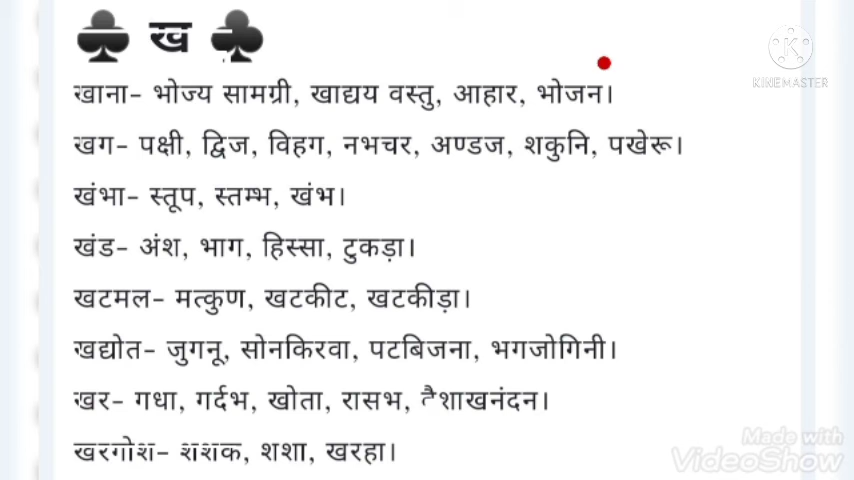 ♣ ख ♣
KINEMASTER
खाना- भोज्य सामग्री, खाद्यय वस्तु, आहार, भोजन।
खग- पक्षी, द्विज, विहग, नभचर, अण्डज, शकुनि, पखेरू।
खंभा- स्तूप, स्तम्भ, खंभ।
खंड- अंश, भाग, हिस्सा, टुकड़ा।
खटमल- मत्कुण, खटकीट, खटकीड़ा।
खद्योत- जुगनू, सोनकिरवा, पटबिजना, भगजोगिनी।
खर- गधा, गर्दभ, खोता, रासभ, वैशाखनंदन।
खरगोश- शशक, शशा, खरहा।
Made with
VideoShow